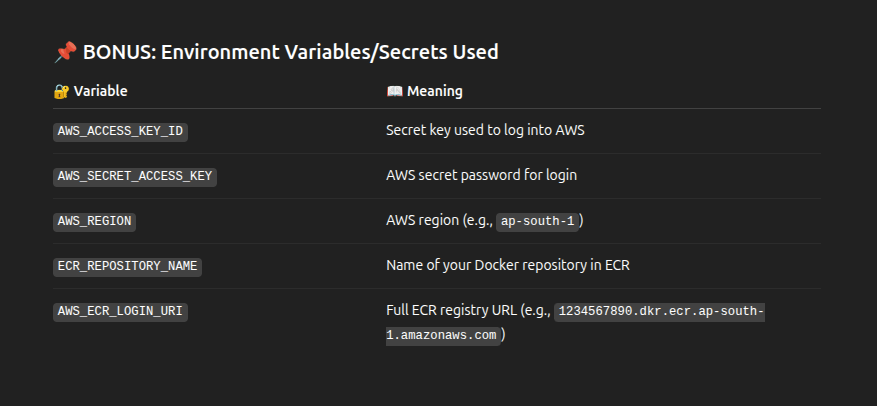 📌 BONUS: Environment Variables/Secrets Used
🔐 Variable
📖 Meaning
AWS_ACCESS_KEY_ID
Secret key used to log into AWS
AWS_SECRET_ACCESS_KEY
AWS secret password for login
AWS_REGION
AWS region (e.g., ap-south-1)
ECR_REPOSITORY_NAME
Name of your Docker repository in ECR
AWS_ECR_LOGIN_URI
Full ECR registry URL (e.g., 1234567890.dkr.ecr.ap-south-
1.amazonaws.com)